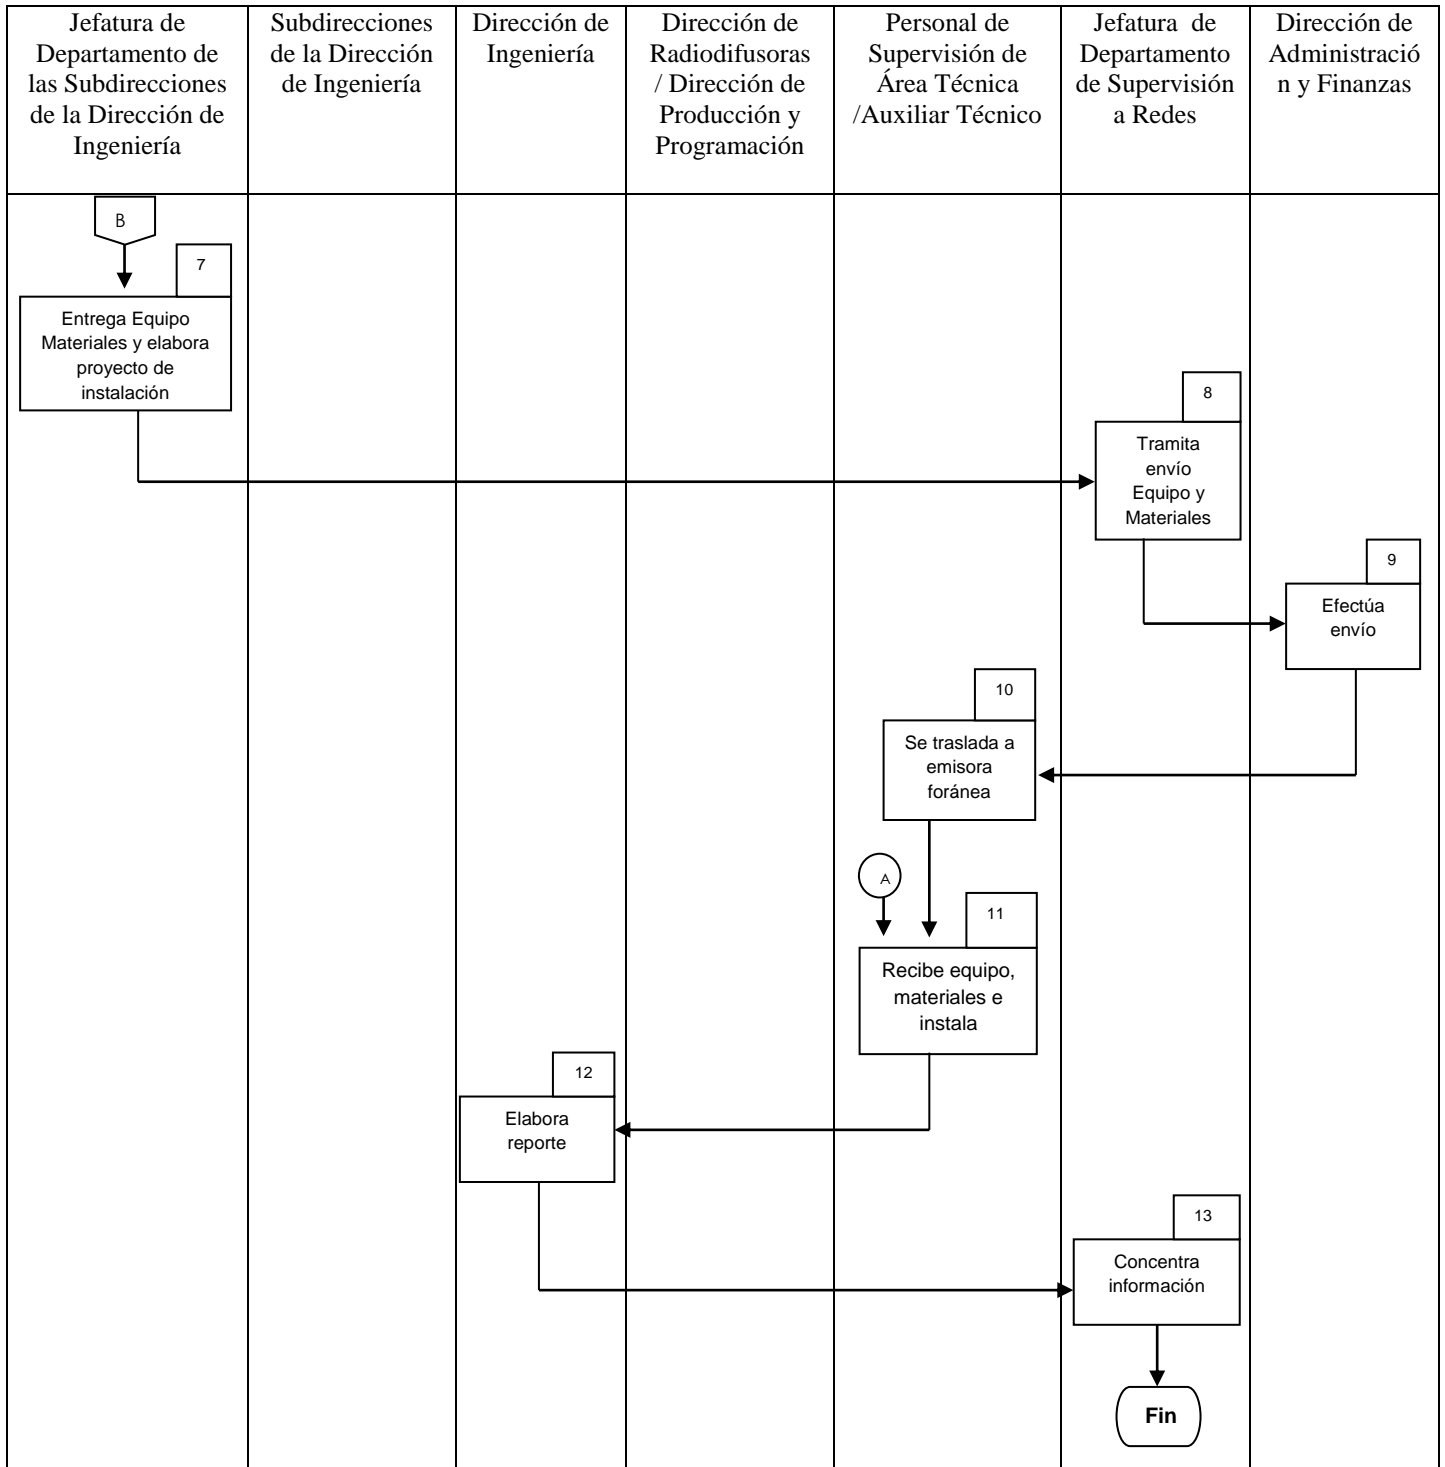 Jefatura de
Departamento de
las Subdirecciones
de la Dirección de
Ingeniería
Subdirecciones
de la Dirección
de Ingeniería
Dirección de
Ingeniería
Dirección de
Radiodifusoras
/ Dirección de
Producción y
Programación
Personal de
Supervisión de
Área Técnica
/Auxiliar Técnico
Jefatura  de
Departamento
de Supervisión
a Redes
Dirección de
Administració
n y Finanzas
B
7
Entrega Equipo
Materiales y elabora
proyecto de
instalación
8
Tramita
envío
Equipo y
Materiales
9
Efectúa
envío
10
Se traslada a
emisora
foránea
A
11
Recibe equipo,
materiales e
instala
12
Elabora
reporte
13
Concentra
información
Fin